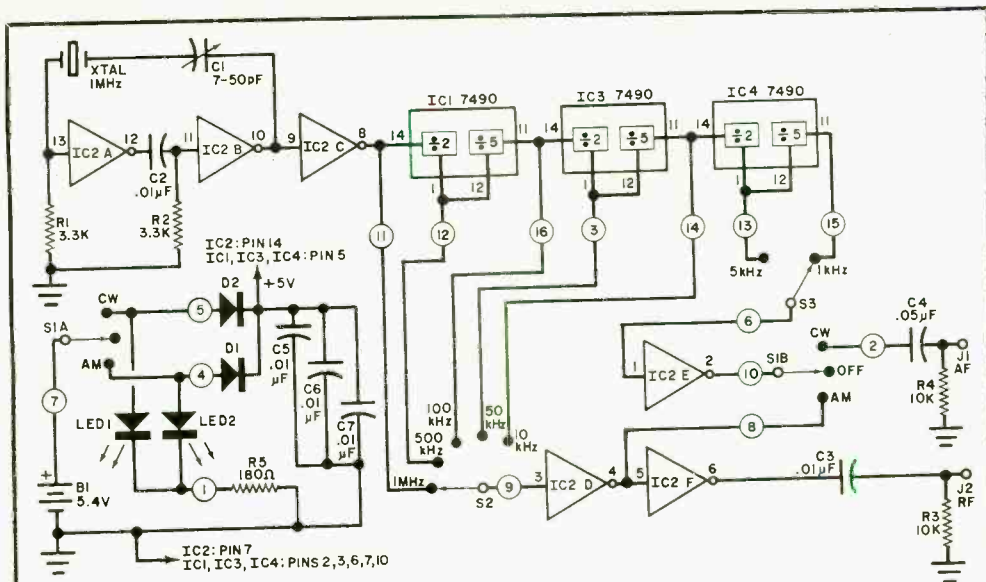 XTAL
1MHz
C1
7-50pF
13
IC2 A
12
C2
.01µF
11
IC2 B
10
9
IC2 C
8
R1
3.3K
R2
3.3K
IC1 7490
14
÷2
÷5
11
1
12
IC3 7490
14
÷2
÷5
11
1
12
IC4 7490
14
÷2
÷5
11
1
12
11
12
16
3
14
13
15
IC2: PIN 14
IC1, IC3, IC4: PIN 5
+5V
CW
S1A
AM
5
D2
4
D1
7
C5
.01
µF
C6
.01
µF
C7
.01
µF
LED1
LED2
1
R5
180Ω
B1
5.4V
+
IC2: PIN 7
IC1, IC3, IC4: PINS 2,3,6,7,10
5kHz
1kHz
S3
6
1
IC2 E
2
10
S1B
CW
OFF
AM
2
C4
.05µF
J1
AF
R4
10K
8
100
kHz
500
kHz
50
kHz
10
kHz
1MHz
S2
9
3
IC2 D
4
5
IC2 F
6
C3
.01µF
J2
RF
R3
10K